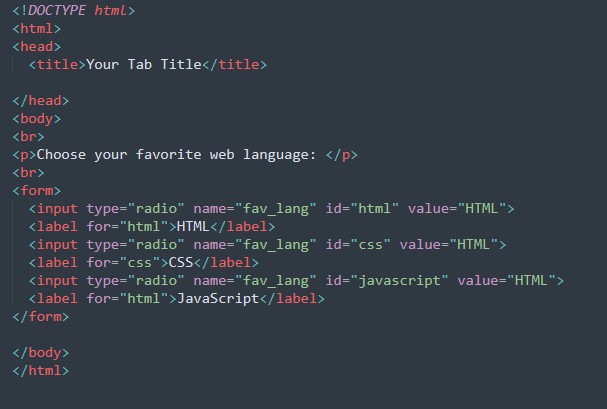 <!DOCTYPE html>
<html>
<head>
<title>Your Tab Title</title>
</head>
<body>
<br>
<p>Choose your favorite web language: </p>
<br>
<form>
<input type="radio" name="fav_lang" id="html" value="HTML">
<label for="html">HTML</label>
<input type="radio" name="fav_lang" id="css" value="HTML">
<label for="css">CSS</label>
<input type="radio" name="fav_lang" id="javascript" value="HTML">
<label for="html">JavaScript</label>
</form>
</body>
</html>